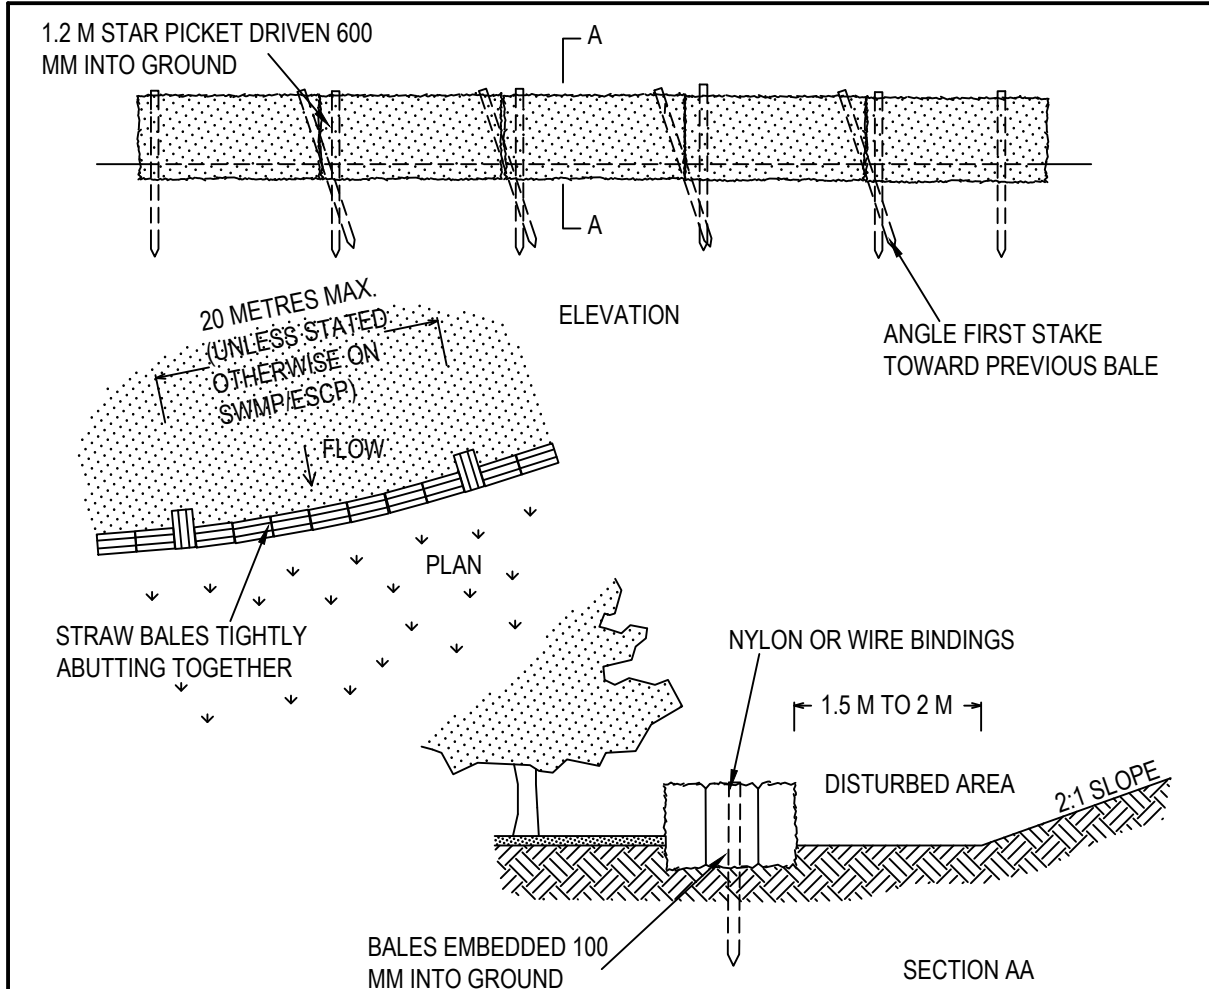 1.2 M STAR PICKET DRIVEN 600
MM INTO GROUND
A
A
ELEVATION
ANGLE FIRST STAKE
TOWARD PREVIOUS BALE
20 METRES MAX.
(UNLESS STATED
OTHERWISE ON
SWMP/ESCP)
FLOW
PLAN
STRAW BALES TIGHTLY
ABUTTING TOGETHER
NYLON OR WIRE BINDINGS
1.5 M TO 2 M
DISTURBED AREA
2:1 SLOPE
BALES EMBEDDED 100
MM INTO GROUND
SECTION AA